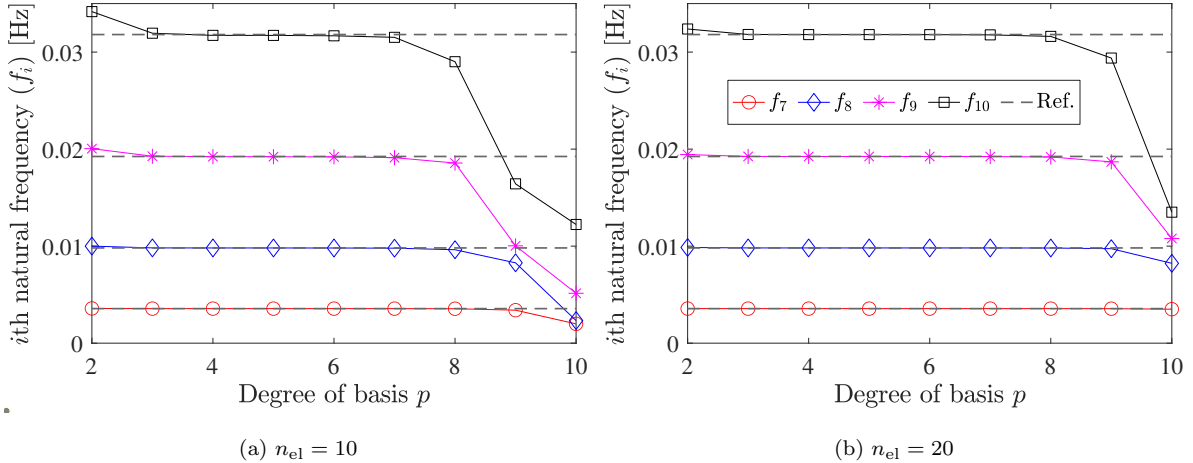 ith natural frequency (f_i) [Hz]
0.03
0.02
0.01
0
2
4
6
8
10
Degree of basis p
(a) n_el = 10
ith natural frequency (f_i) [Hz]
0.03
0.02
0.01
0
2
4
6
8
10
f_7 f_8 f_9 f_10 Ref.
Degree of basis p
(b) n_el = 20